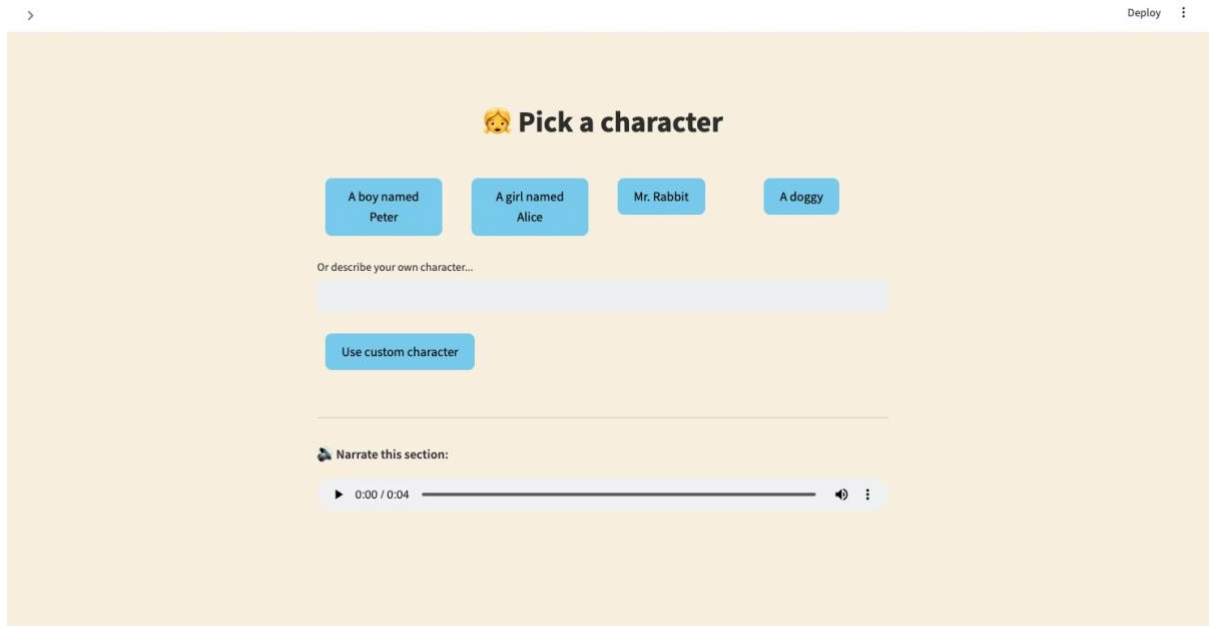 Deploy
👧 Pick a character
A boy named
Peter
A girl named
Alice
Mr. Rabbit
A doggy
Or describe your own character...
Use custom character
🔊 Narrate this section:
0:00 / 0:04